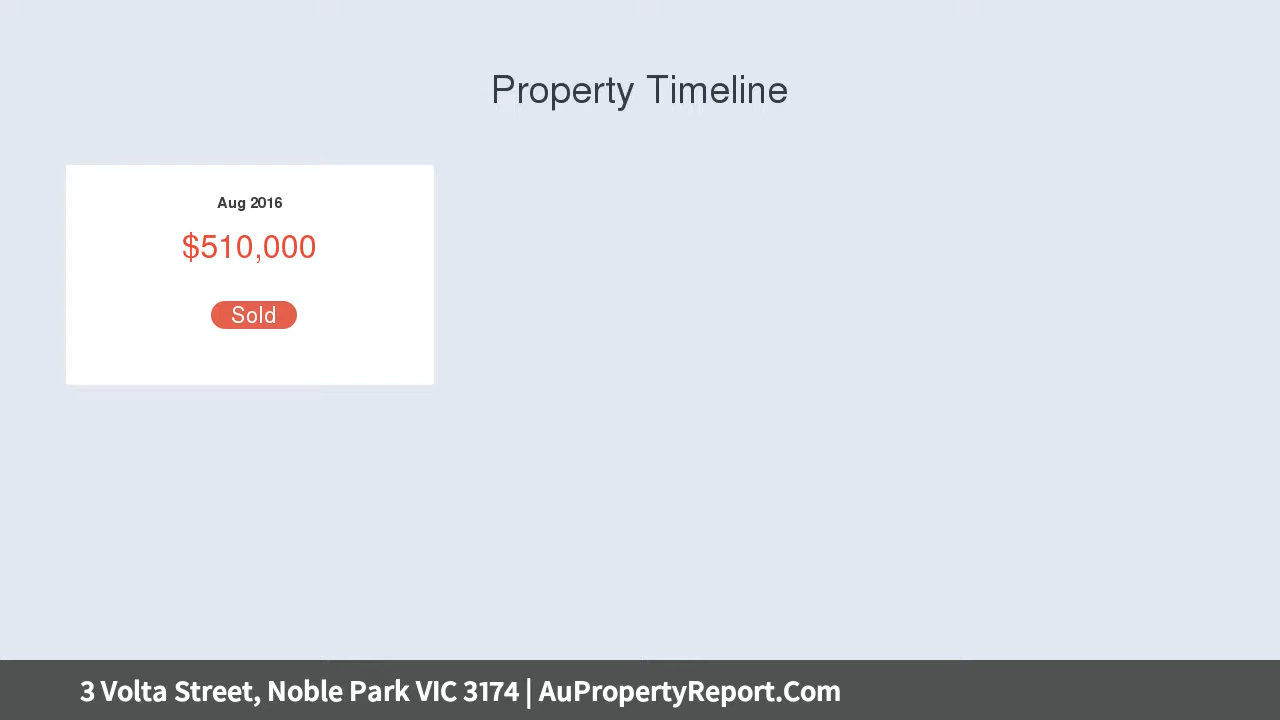 Property Timeline
Aug 2016
$510,000
Sold
3 Volta Street, Noble Park VIC 3174 | AuPropertyReport.Com